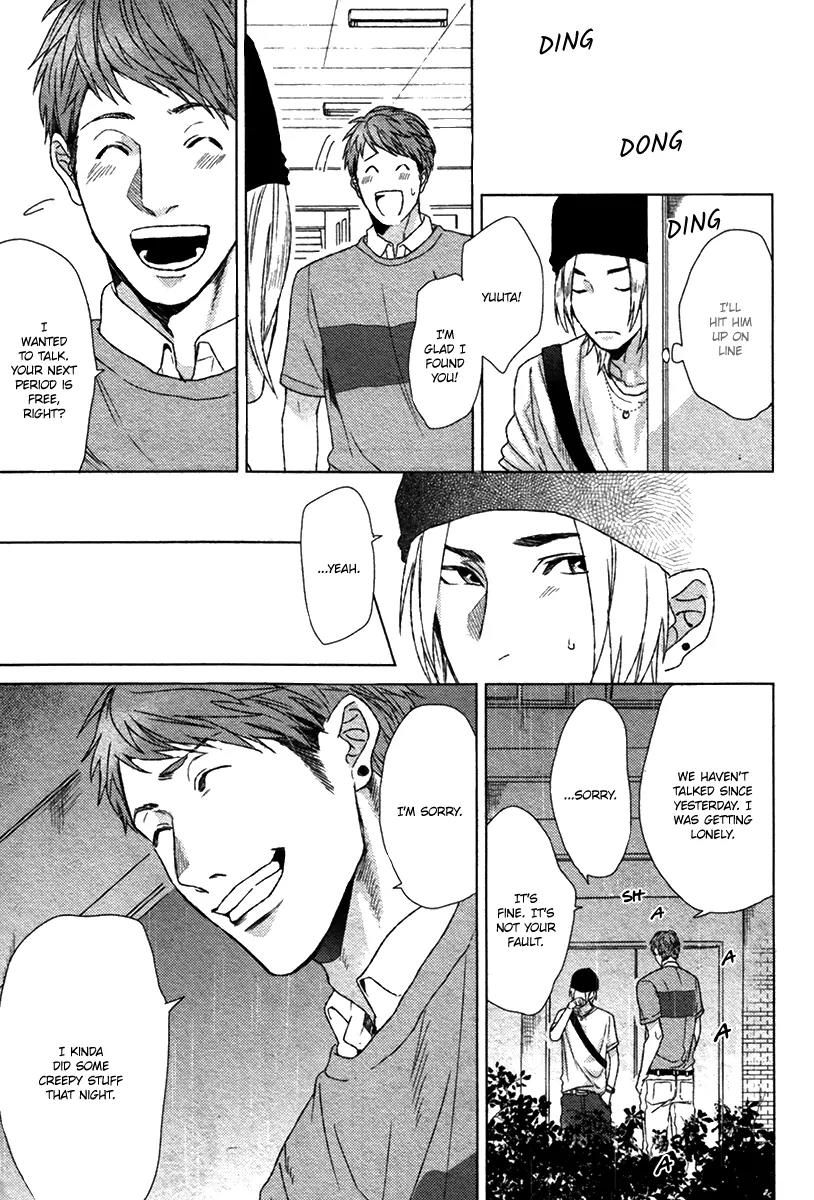 DING
DONG
DING
I'LL
HIT HIM
UP ON
LINE
YUUTA!
I'M
GLAD I
FOUND
YOU!
I
WANTED
TO TALK.
YOUR NEXT
PERIOD IS
FREE,
RIGHT?
...YEAH.
WE HAVEN'T
TALKED SINCE
YESTERDAY. I
WAS GETTING
LONELY.
...SORRY.
IT'S
FINE. IT'S
NOT YOUR
FAULT.
SH
A
A
A
A
I'M SORRY.
I KINDA
DID SOME
CREEPY STUFF
THAT NIGHT.